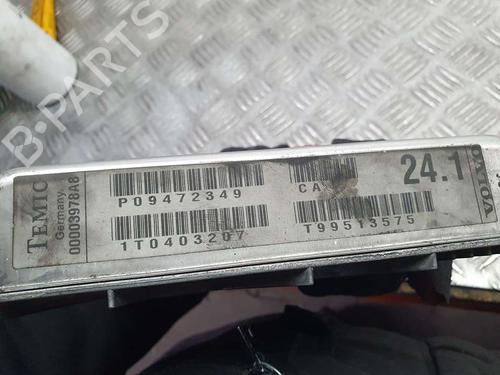 TEMIC
Germany
00003978A8
P09472349
CA
24.1
VOLVO
1T0403207
T99513575
B-PARTS